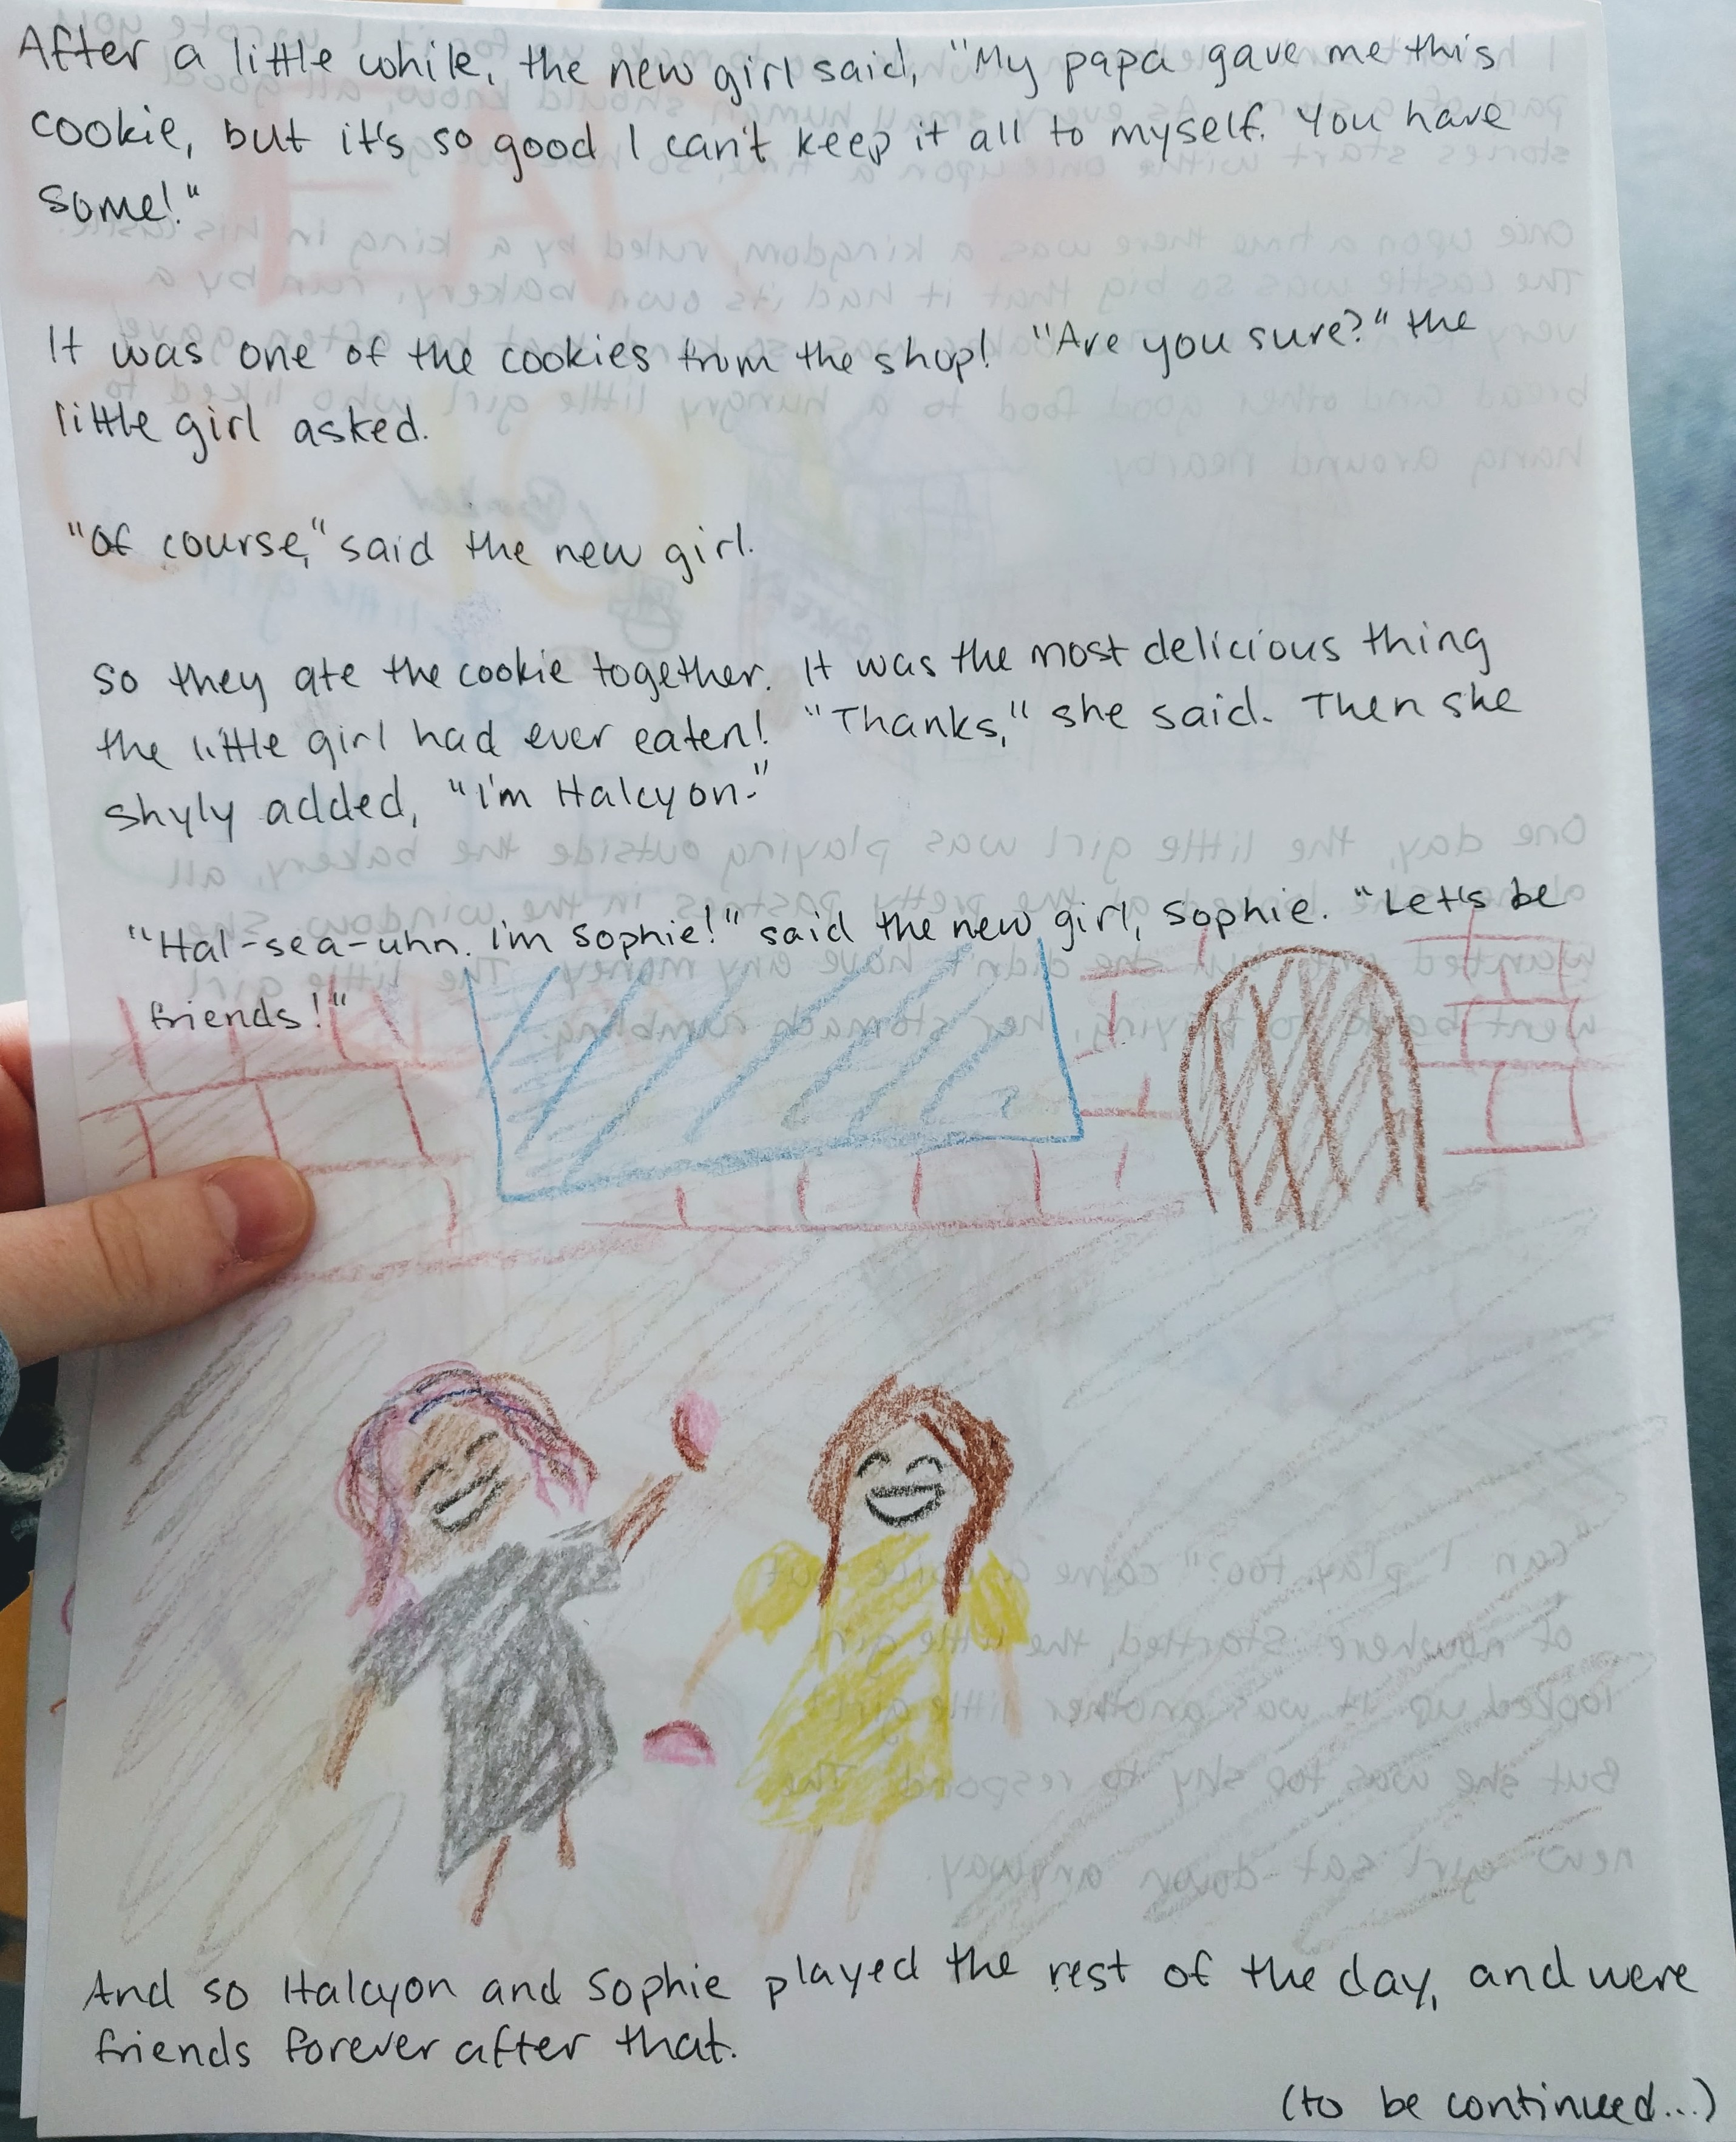 After a little while, the new girl said, "My papa gave me this
cookie, but it's so good I can't keep it all to myself. You have
some!"
It was one of the cookies from the shop! "Are you sure?" the
little girl asked.
"Of course," said the new girl.
So they ate the cookie together. It was the most delicious thing
the little girl had ever eaten! "Thanks," she said. Then she
shyly added, "I'm Halcyon."
"Hal-sea-uhn. I'm Sophie!" said the new girl, Sophie. "Let's be
friends!"
And so Halcyon and Sophie played the rest of the day, and were
friends forever after that.
(to be continued...)